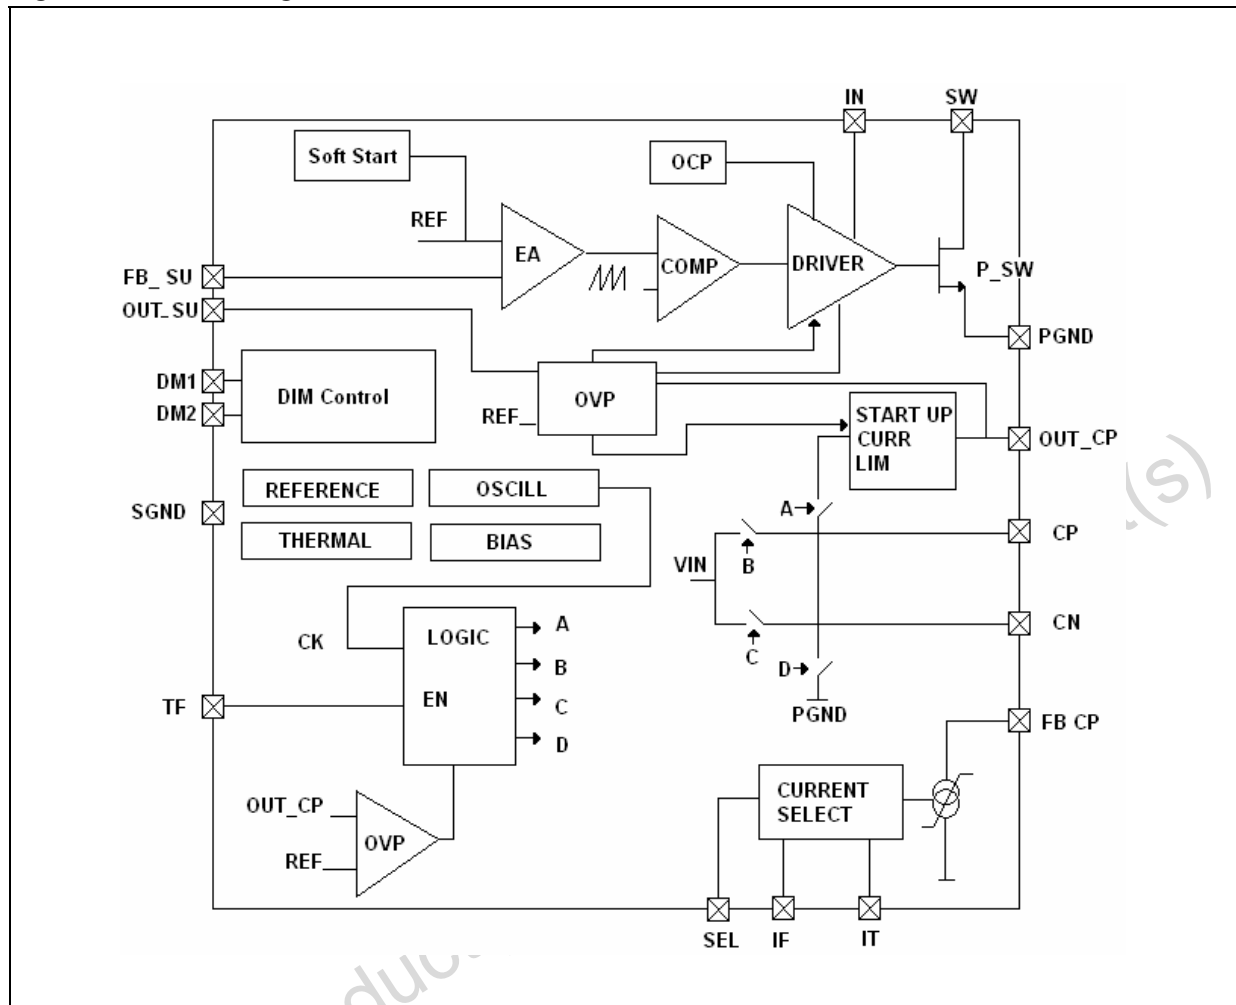 IN
SW
Soft Start
OCP
REF
EA
COMP
DRIVER
P_SW
FB_ SU
OUT_SU
PGND
DM1
DIM Control
DM2
REF
OVP
START UP
CURR
LIM
OUT_CP
REFERENCE
OSCILL
SGND
A
THERMAL
BIAS
CP
VIN
B
CK
LOGIC
A
CN
B
C
D
TF
EN
C
PGND
FB CP
D
OUT_CP
CURRENT
SELECT
OVP
REF
SEL
IF
IT
duc
t(s)